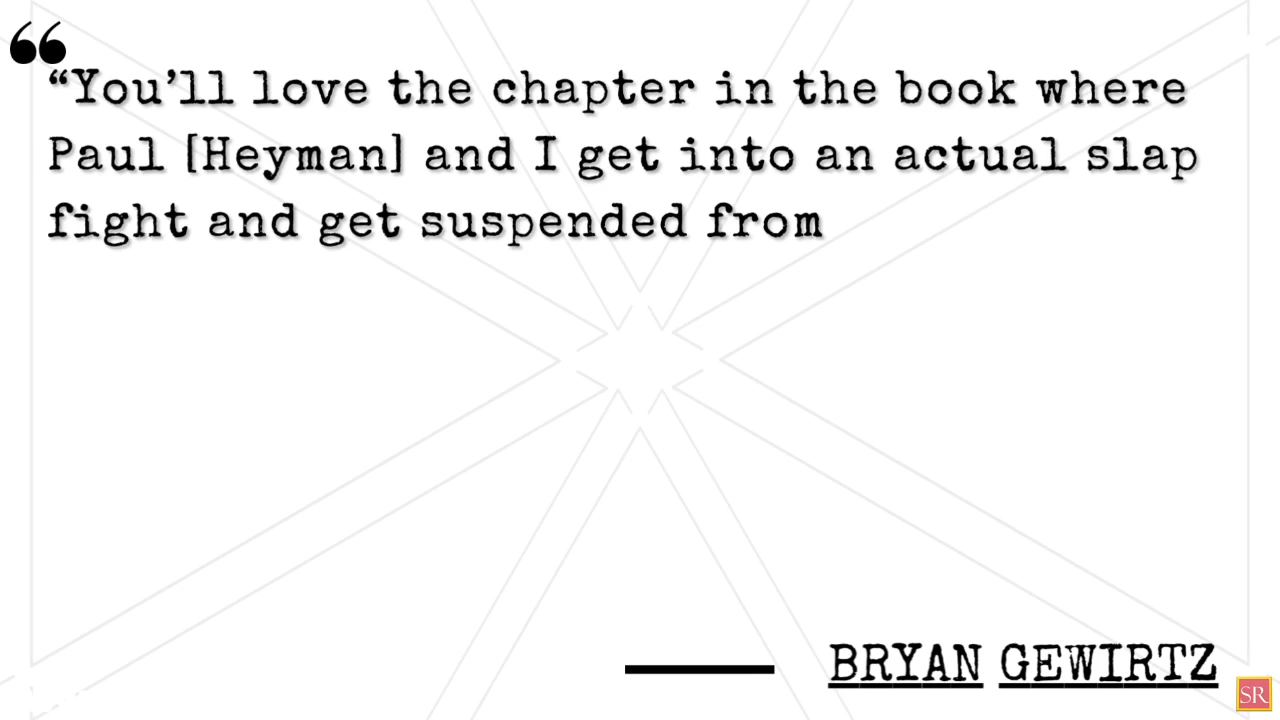 “
“You’ll love the chapter in the book where
Paul [Heyman] and I get into an actual slap
fight and get suspended from
BRYAN GEWIRTZ
SR